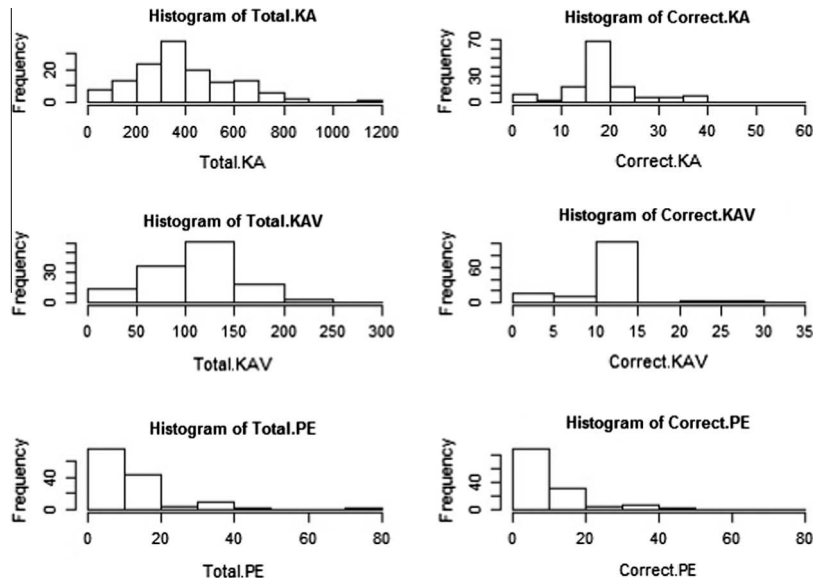 Histogram of Total.KA
Frequency
20
0
0 200 400 600 800 1000 1200
Total.KA
Histogram of Correct.KA
Frequency
70
30
0
0 10 20 30 40 50 60
Correct.KA
Histogram of Total.KAV
Frequency
30
0
0 50 100 150 200 250 300
Total.KAV
Histogram of Correct.KAV
Frequency
60
0
0 5 10 15 20 25 30 35
Correct.KAV
Histogram of Total.PE
Frequency
40
0
0 20 40 60 80
Total.PE
Histogram of Correct.PE
Frequency
40
0
0 20 40 60 80
Correct.PE